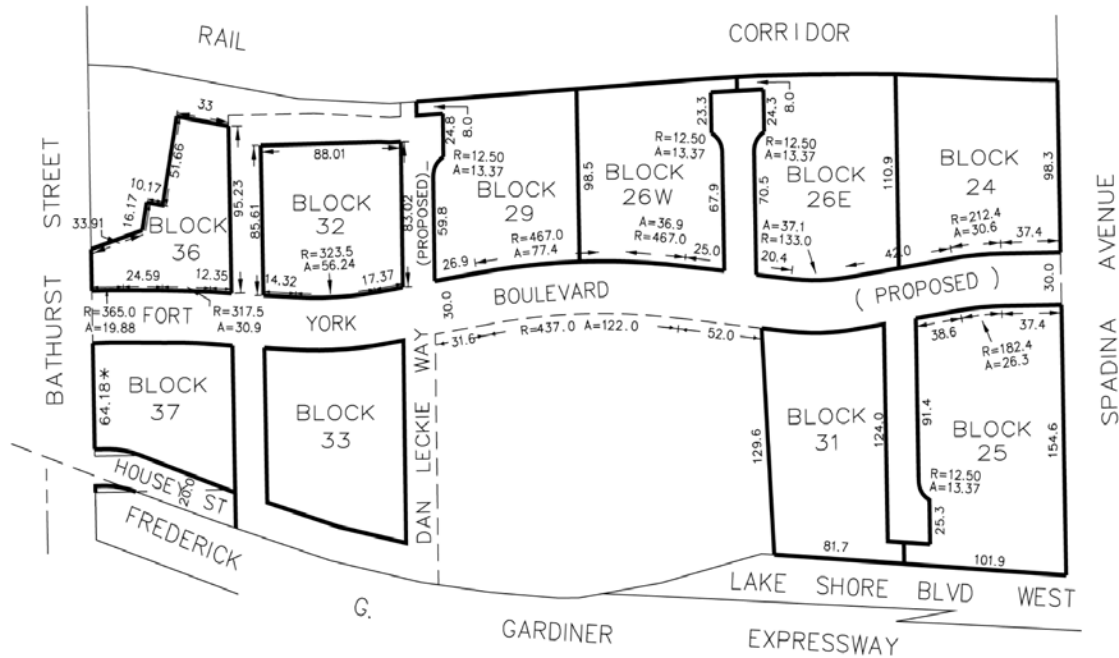 RAIL
CORRIDOR
BATHURST STREET
SPADINA AVENUE
33
51.66
10.17
16.17
33.91
BLOCK
36
95.23
24.59
12.35
R=365.0
A=19.88
R=317.5
A=30.9
88.01
BLOCK
32
85.61
83.02
R=323.5
A=56.24
14.32
17.37
(PROPOSED)
24.8
8.0
R=12.50
A=13.37
BLOCK
29
59.8
R=467.0
A=77.4
26.9
98.5
23.3
R=12.50
A=13.37
BLOCK
26W
67.9
A=36.9
R=467.0
25.0
24.3
8.0
R=12.50
A=13.37
BLOCK
26E
70.5
110.9
A=37.1
R=133.0
20.4
42.0
BLOCK
24
98.3
R=212.4
A=30.6
37.4
30.0
FORT YORK BOULEVARD ( PROPOSED )
30.0
31.6
R=437.0 A=122.0
52.0
DAN LECKIE WAY
64.18*
BLOCK
37
BLOCK
33
BLOCK
31
129.6
124.0
81.7
38.6
37.4
R=182.4
A=26.3
91.4
BLOCK
25
154.6
R=12.50
A=13.37
25.3
101.9
HOUSEY ST
20.0
FREDERICK G. GARDINER EXPRESSWAY
LAKE SHORE BLVD WEST